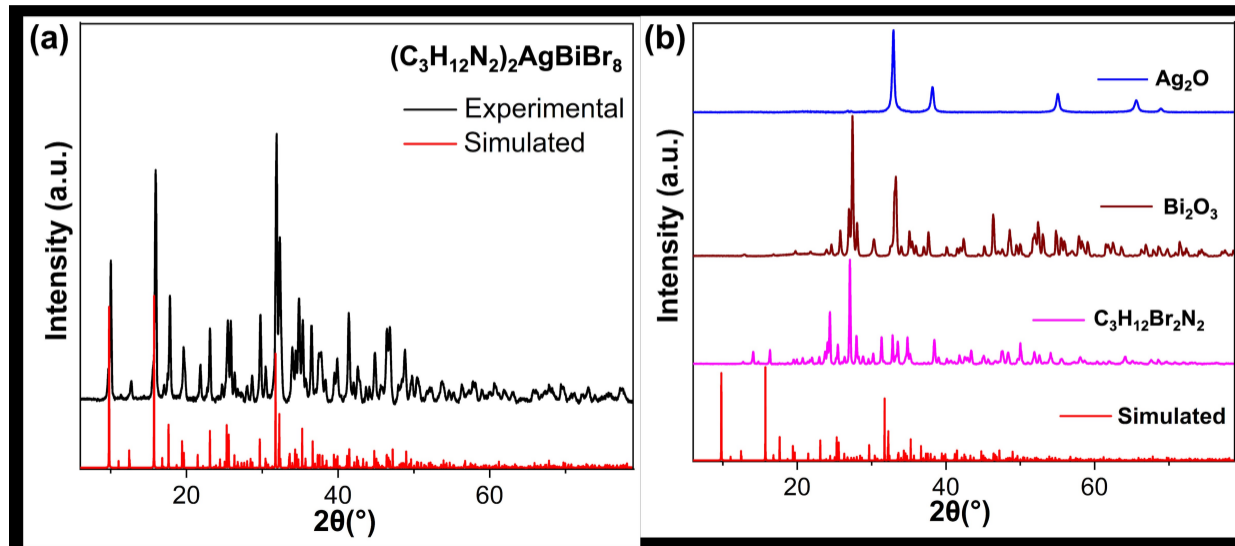 (a)
(C₃H₁₂N₂)₂AgBiBr₈
Experimental
Simulated
Intensity (a.u.)
20
40
60
2θ(°)
(b)
Ag₂O
Bi₂O₃
C₃H₁₂Br₂N₂
Simulated
Intensity (a.u.)
20
40
60
2θ(°)